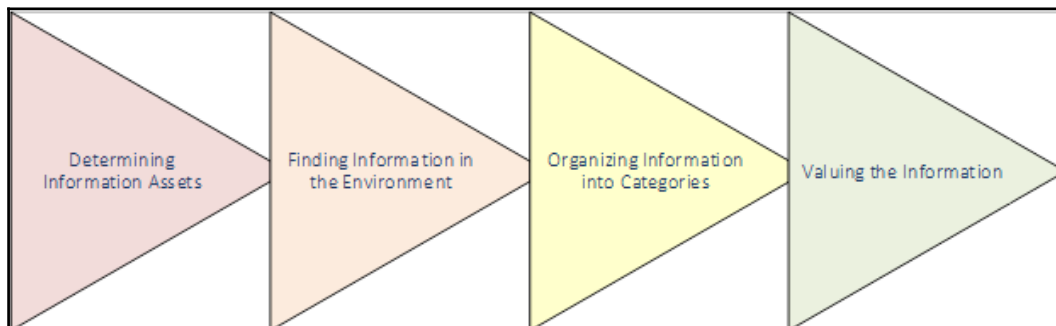 Determining
Information Assets
Finding Information in
the Environment
Organizing Information
into Categories
Valuing the Information